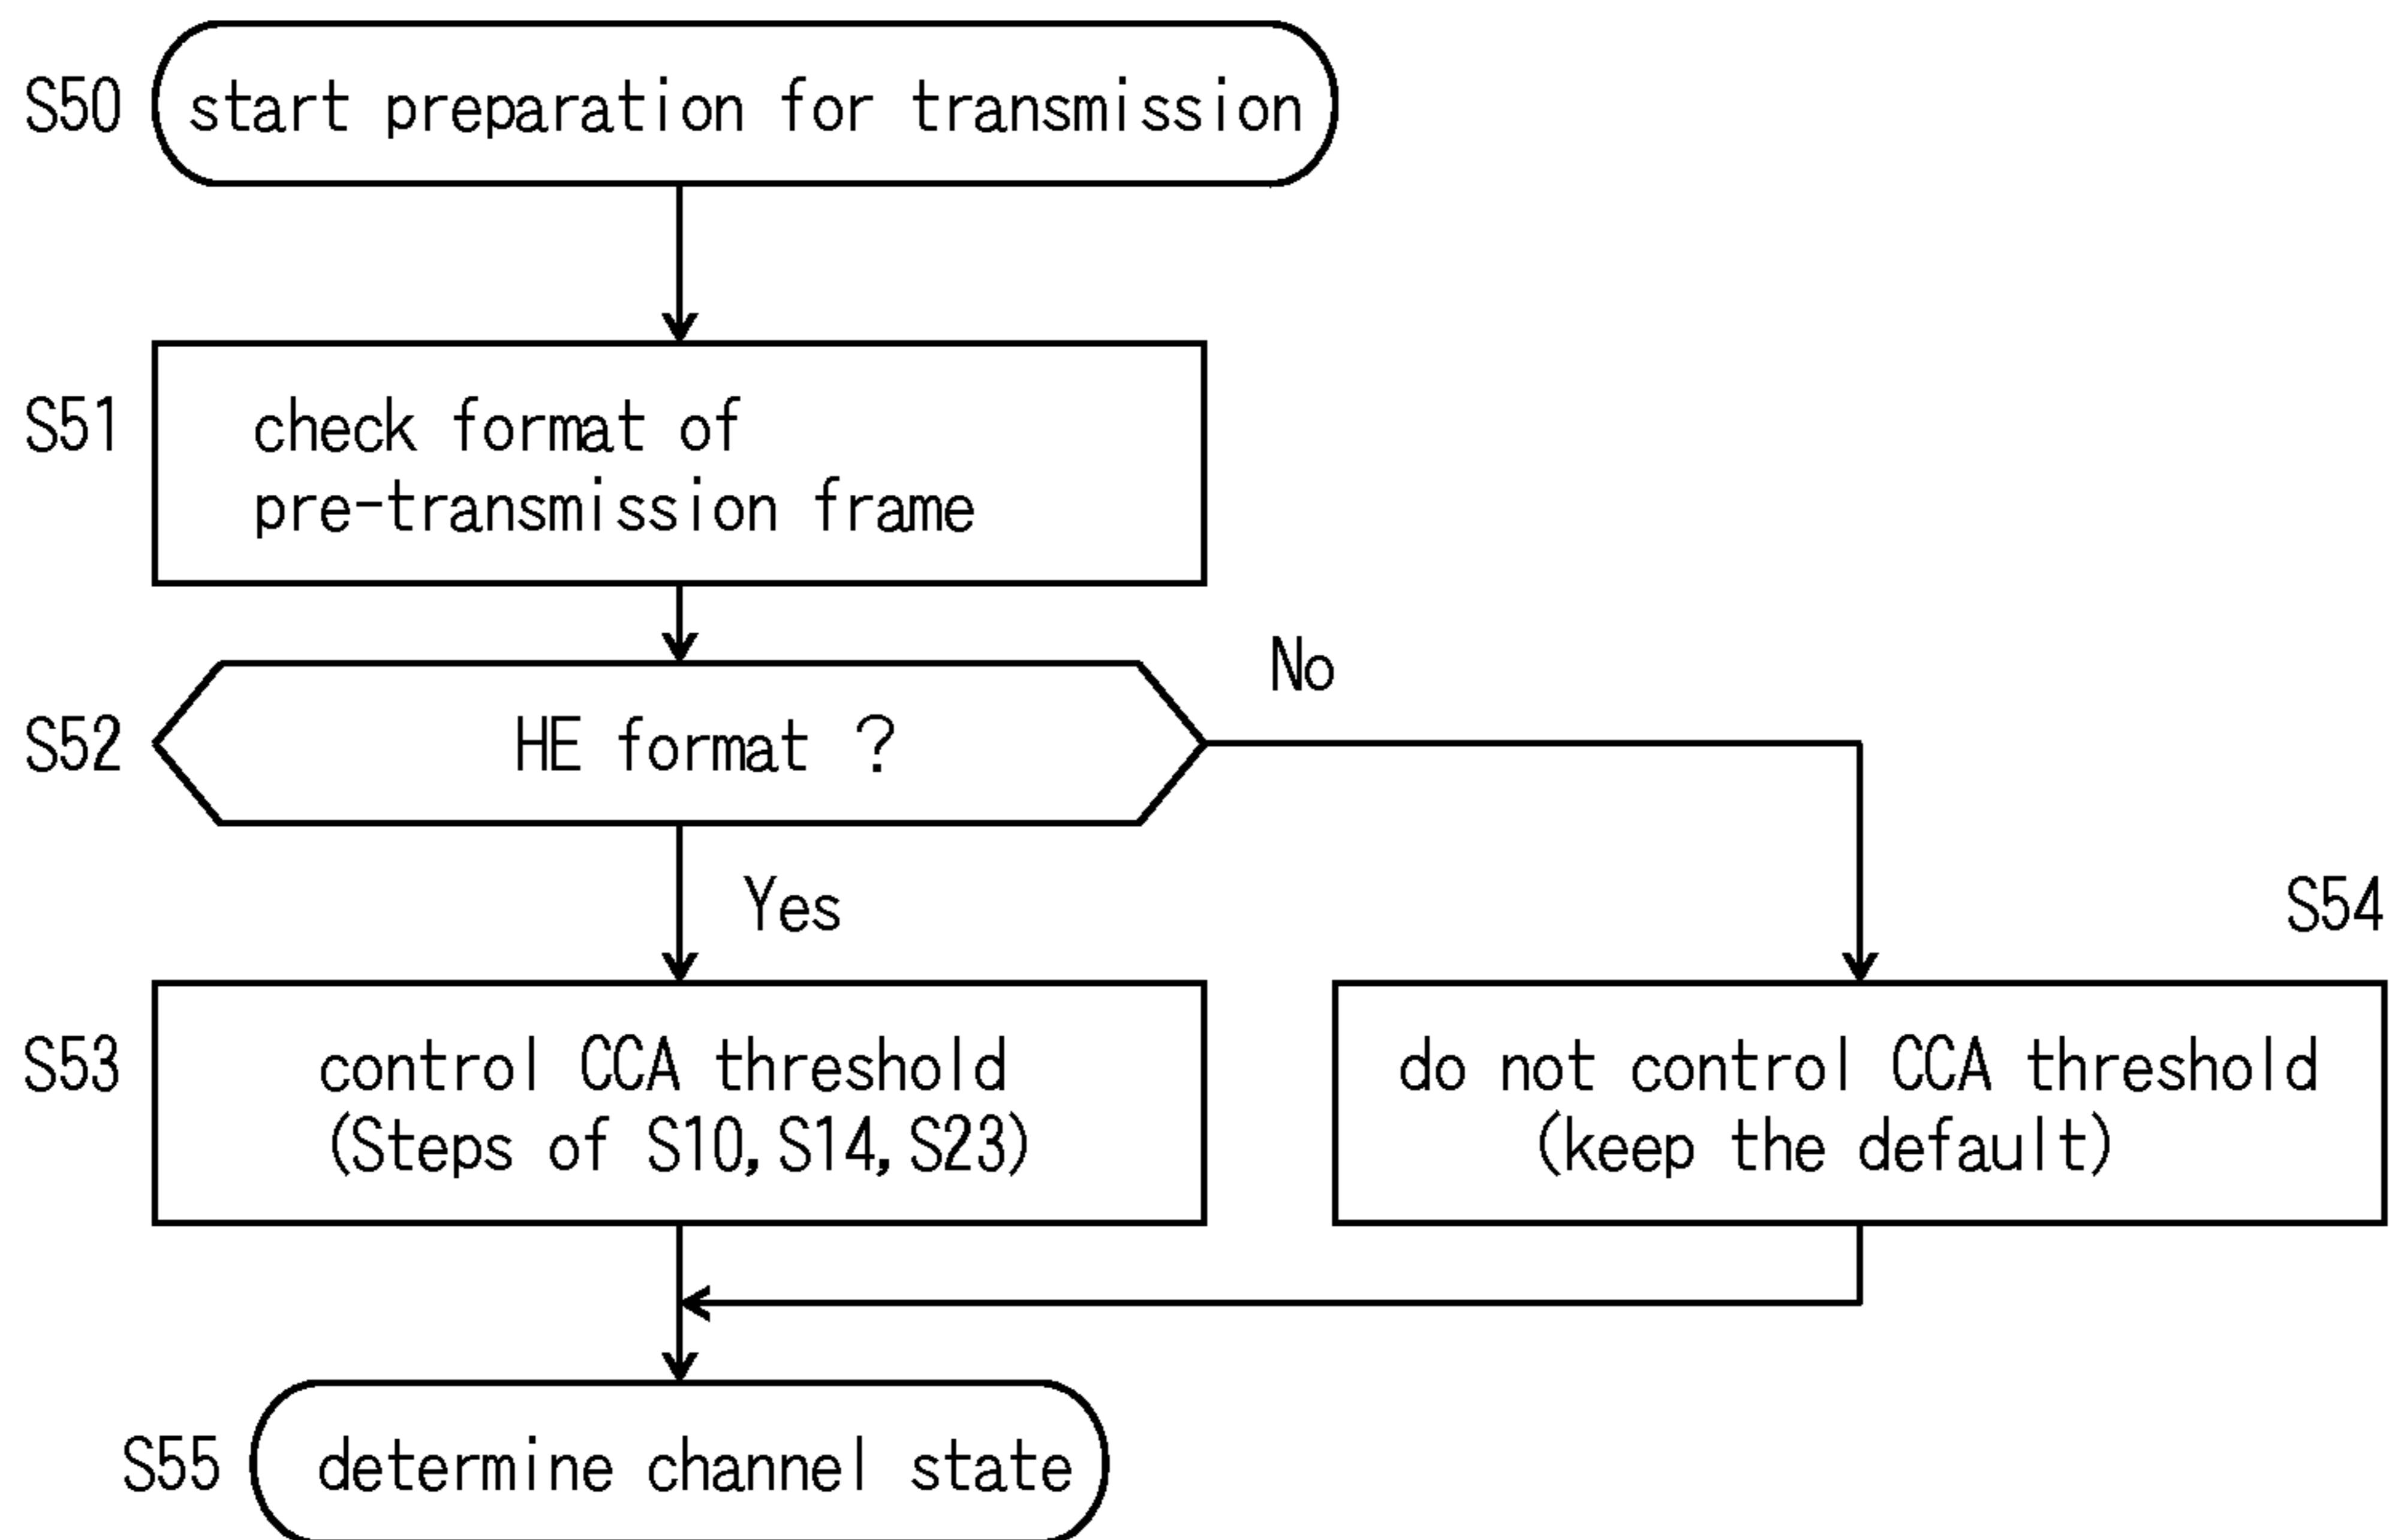 S50
start preparation for transmission
S51
check format of
pre-transmission frame
No
S52
HE format ?
Yes
S54
S53
control CCA threshold
(Steps of S10, S14, S23)
do not control CCA threshold
(keep the default)
S55
determine channel state